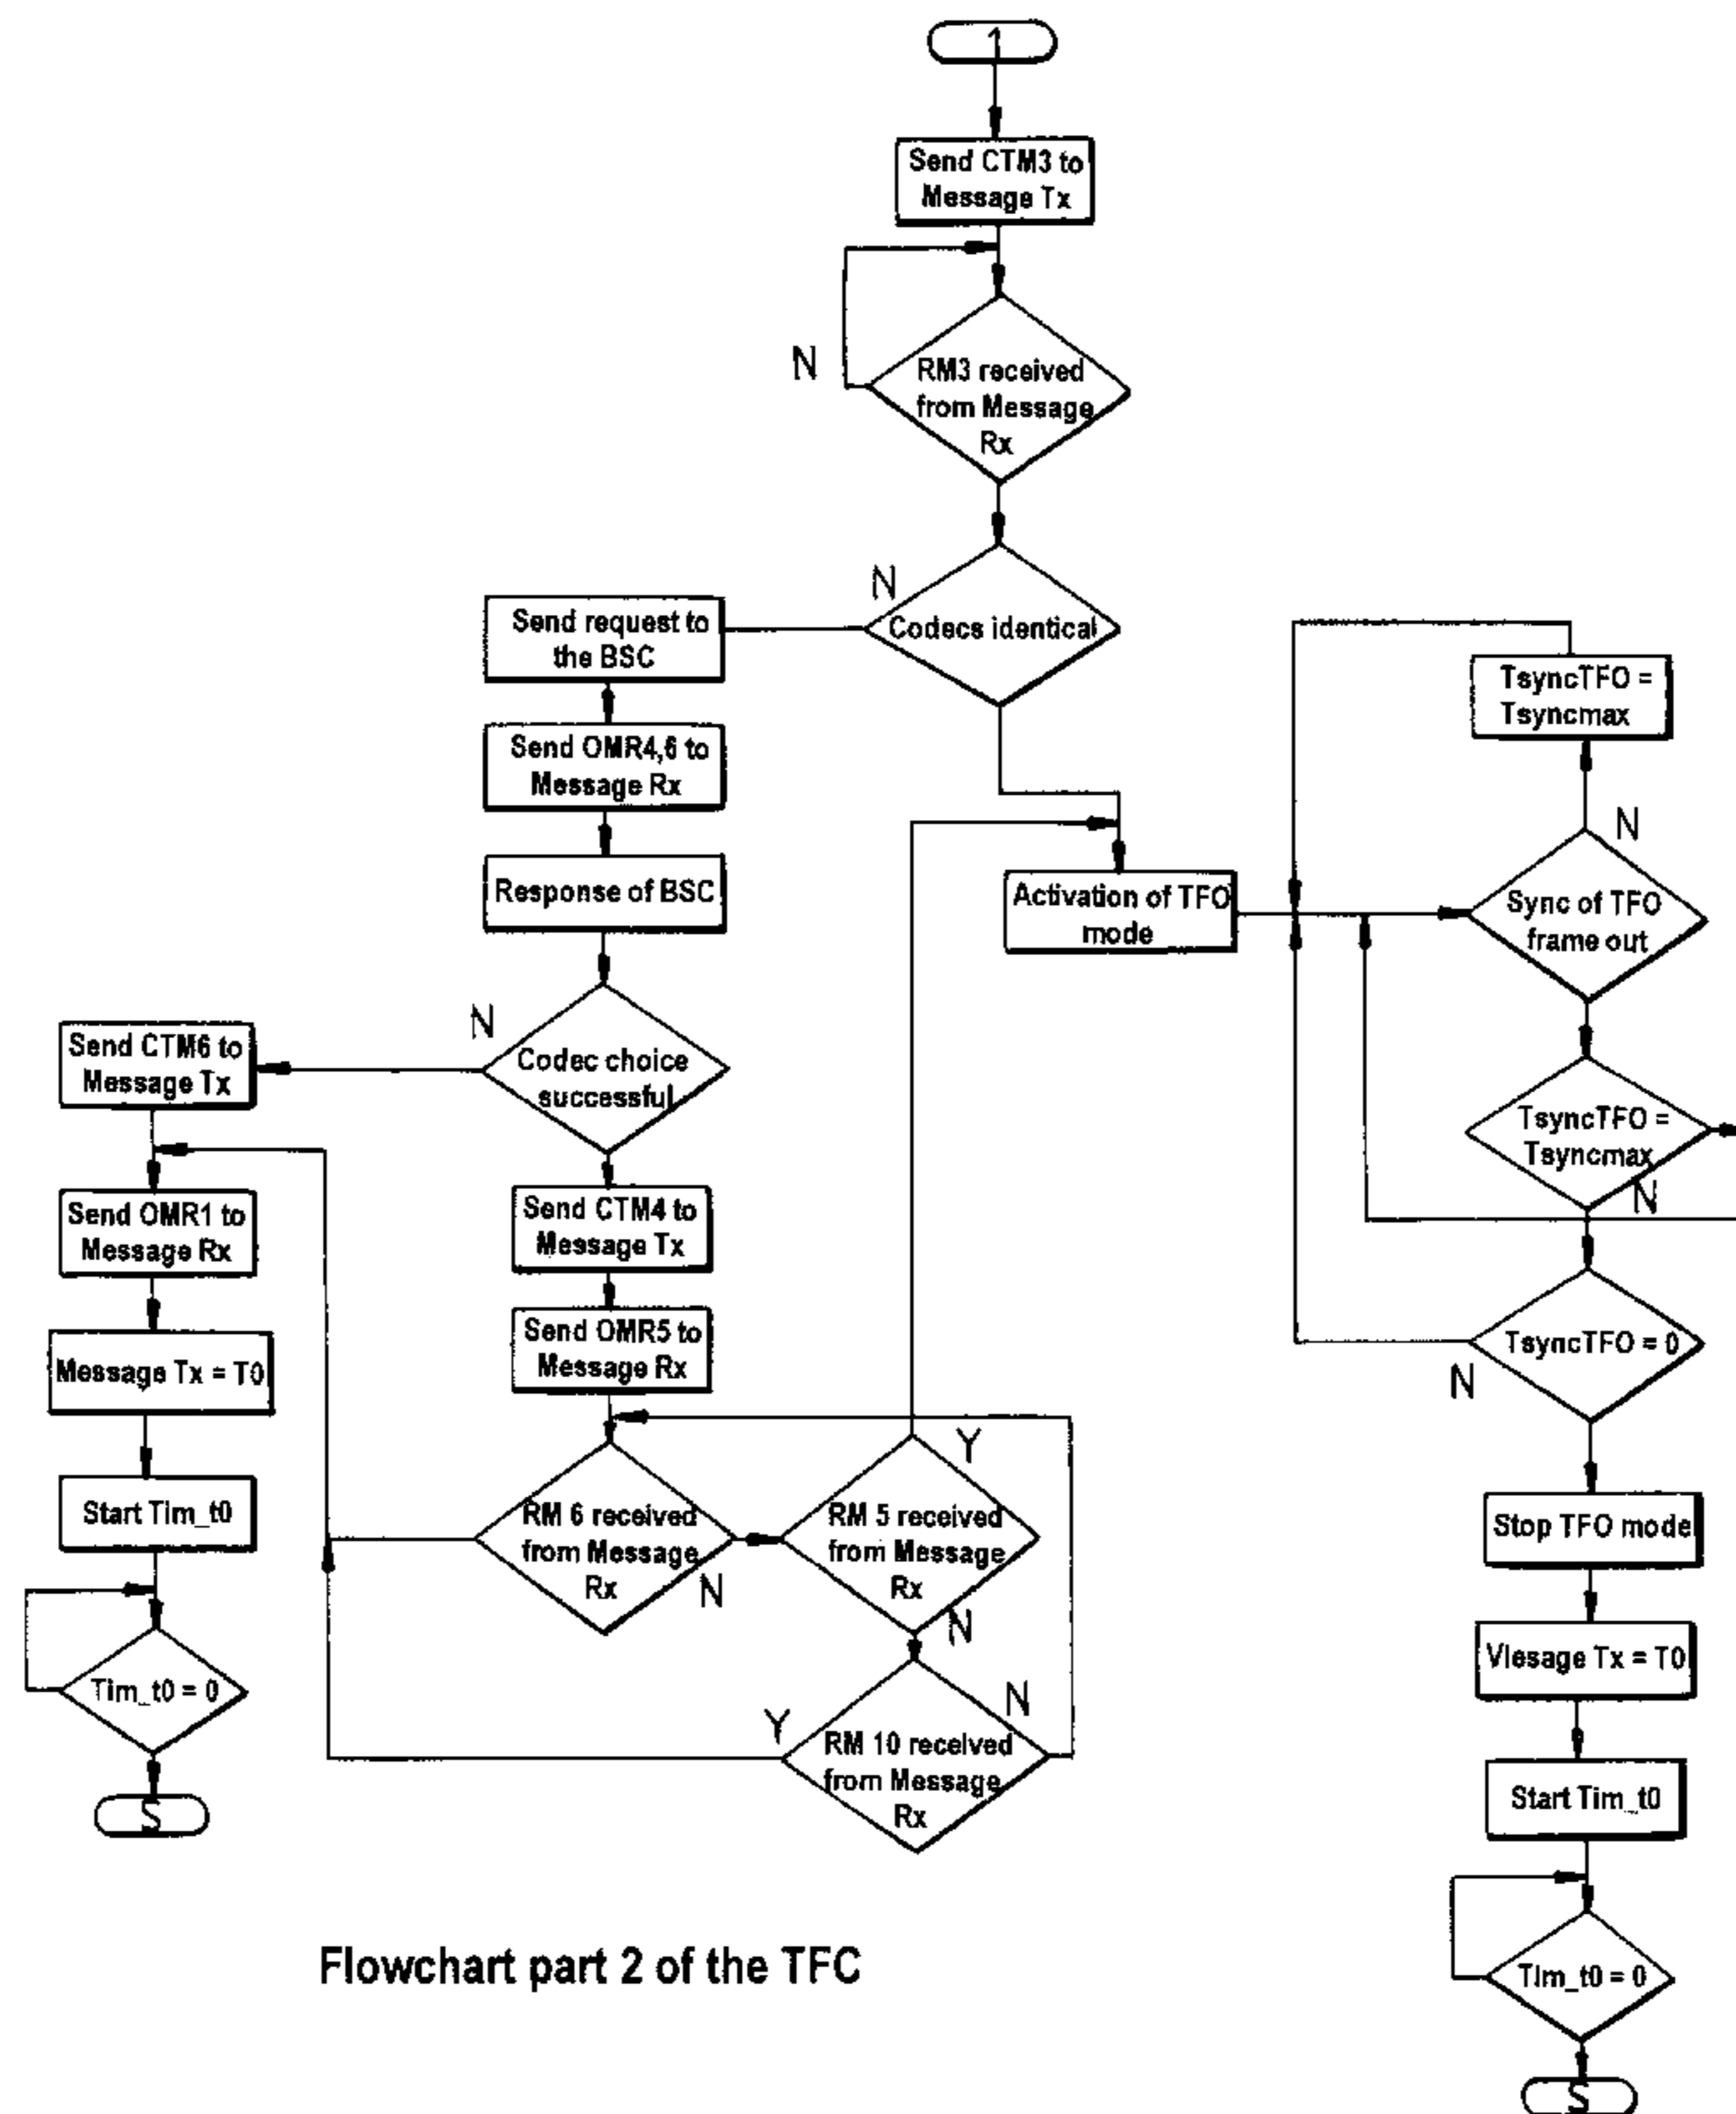 1
Send CTM3 to
Message Tx
N
RM3 received
from Message
Rx
N
Codecs identical
Send request to
the BSC
Send OMR4,6 to
Message Rx
Response of BSC
N
Codec choice
successful
Send CTM6 to
Message Tx
Send OMR1 to
Message Rx
Message Tx = T0
Start Tim_t0
Tim_t0 = 0
S
Send CTM4 to
Message Tx
Send OMR5 to
Message Rx
RM 6 received
from Message
Rx
N
Y
RM 5 received
from Message
Rx
N
Y
N
RM 10 received
from Message
Rx
Activation of TFO
mode
TsyncTFO =
Tsyncmax
N
Sync of TFO
frame out
TsyncTFO =
Tsyncmax
N
TsyncTFO = 0
N
Stop TFO model
Vlesage Tx = T0
Start Tim_t0
Tim_t0 = 0
S
Flowchart part 2 of the TFC